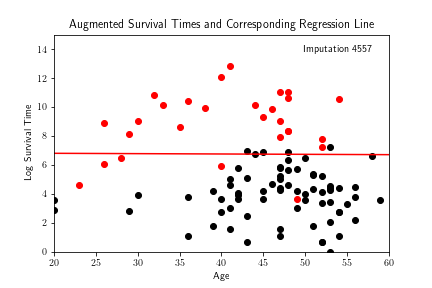 Augmented Survival Times and Corresponding Regression Line
Imputation 4557
14
12
10
8
6
4
2
0
Log Survival Time
20 25 30 35 40 45 50 55 60
Age